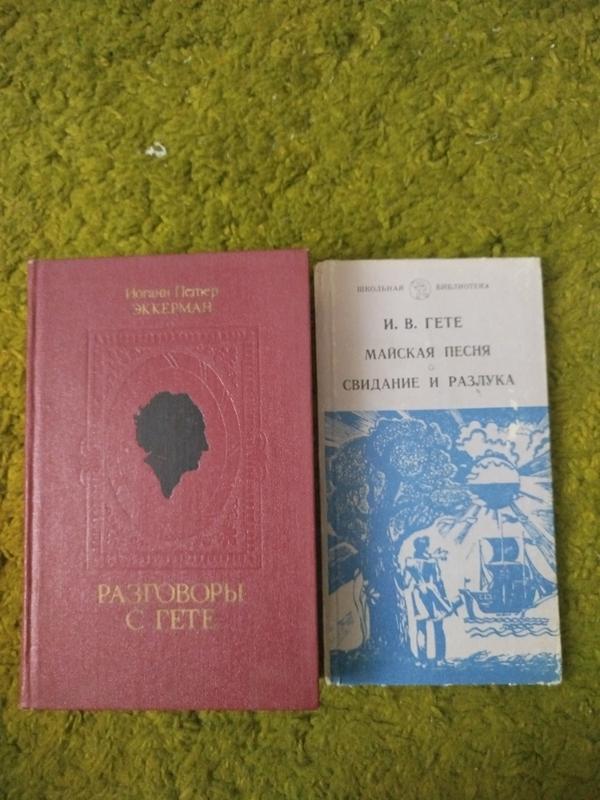 Иоганн Петер
ЭККЕРМАН
РАЗГОВОРЫ
С ГЕТЕ
ШКОЛЬНАЯ БИБЛИОТЕКА
И. В. ГЕТЕ
МАЙСКАЯ ПЕСНЯ
СВИДАНИЕ И РАЗЛУКА